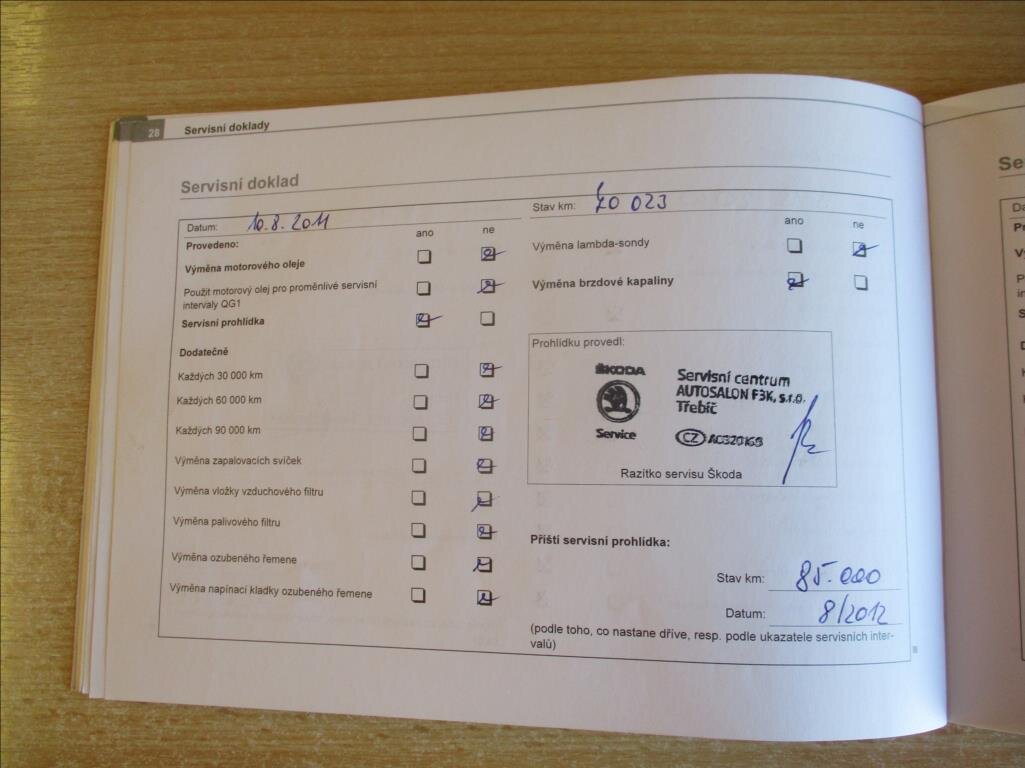 28 Servisní doklady
Servisní doklad
Datum: 10.8.2011
ano ne
Provedeno:
Výměna motorového oleje
Použit motorový olej pro proměnlivé servisní
intervaly QG1
Servisní prohlídka
Dodatečně
Každých 30 000 km
Každých 60 000 km
Každých 90 000 km
Výměna zapalovacích svíček
Výměna vložky vzduchového filtru
Výměna palivového filtru
Výměna ozubeného řemene
Výměna napínací kladky ozubeného řemene
Stav km: 70 023
ano ne
Výměna lambda-sondy
Výměna brzdové kapaliny
Prohlídku provedl:
ŠKODA
Service
Servisní centrum
AUTOSALON F3K, s.r.o.
Třebíč
CZ
Razítko servisu Škoda
Příští servisní prohlídka:
Stav km: 85.000
Datum: 8/2012
(podle toho, co nastane dříve, resp. podle ukazatele servisních inter-
valů)